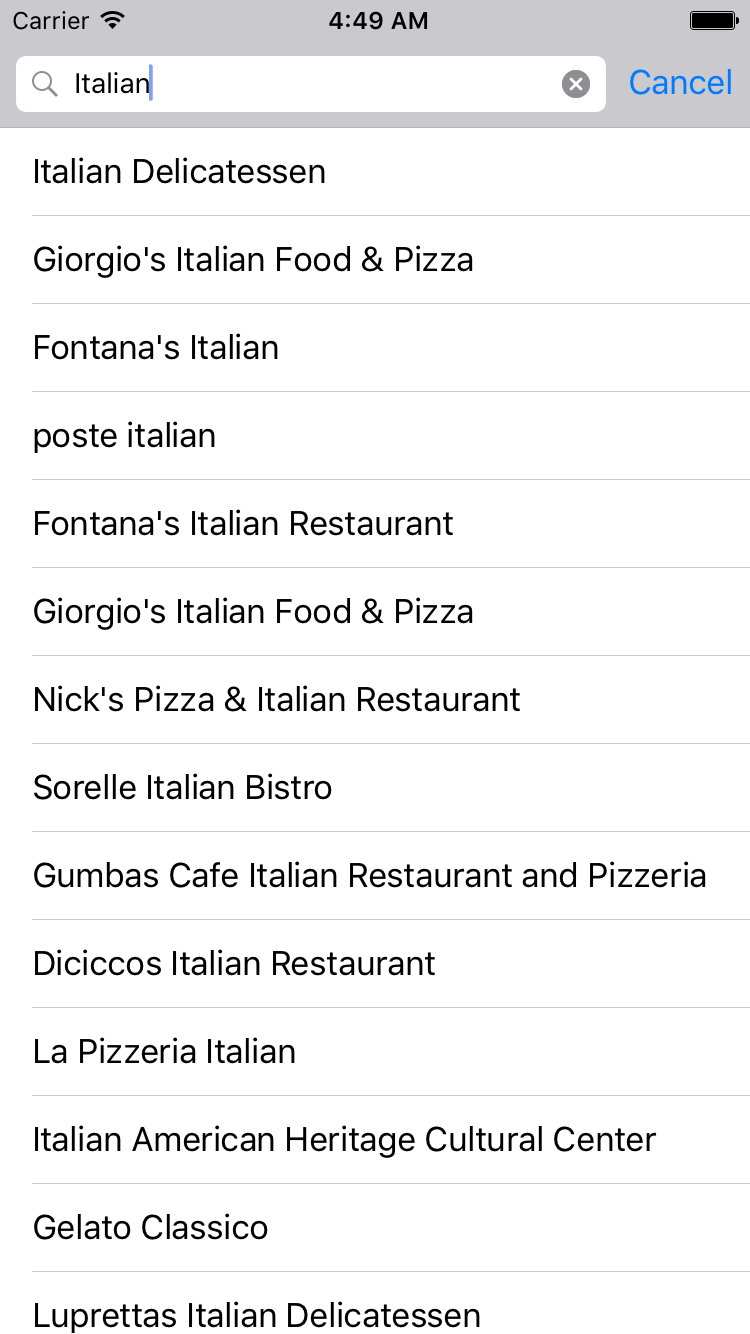 Carrier 4:49 AM
Italian Cancel
Italian Delicatessen
Giorgio's Italian Food & Pizza
Fontana's Italian
poste italian
Fontana's Italian Restaurant
Giorgio's Italian Food & Pizza
Nick's Pizza & Italian Restaurant
Sorelle Italian Bistro
Gumbas Cafe Italian Restaurant and Pizzeria
Diciccos Italian Restaurant
La Pizzeria Italian
Italian American Heritage Cultural Center
Gelato Classico
Luprettas Italian Delicatessen